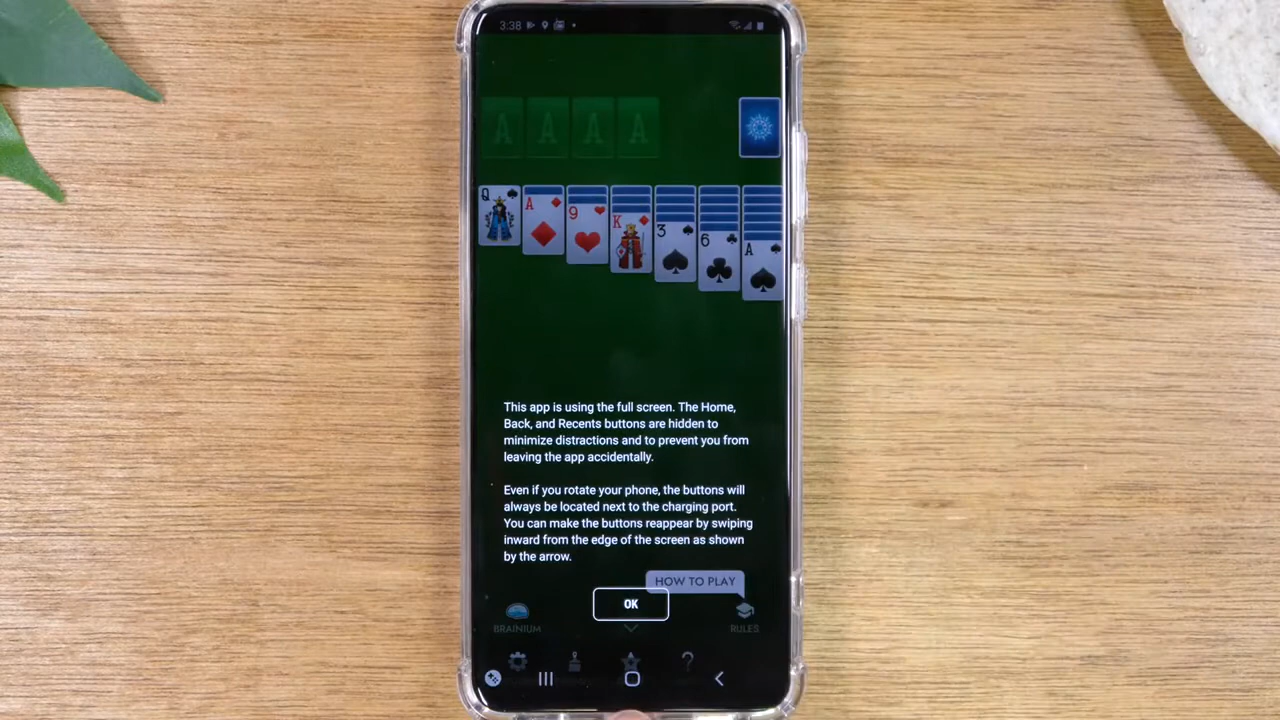 3:38
A A A A
Q A 9 K 3 6 A
This app is using the full screen. The Home,
Back, and Recents buttons are hidden to
minimize distractions and to prevent you from
leaving the app accidentally.
Even if you rotate your phone, the buttons will
always be located next to the charging port.
You can make the buttons reappear by swiping
inward from the edge of the screen as shown
by the arrow.
HOW TO PLAY
OK
BRAINIUM
RULES
?